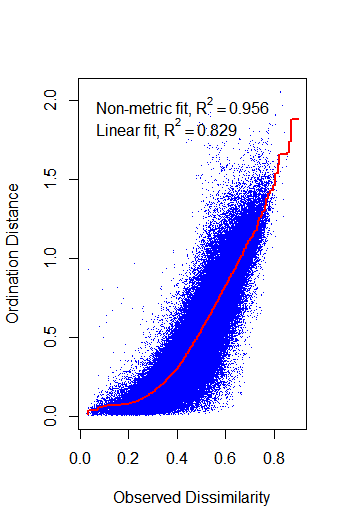 Non-metric fit, R² = 0.956
Linear fit, R² = 0.829
Ordination Distance
0.0 0.5 1.0 1.5 2.0
0.0 0.2 0.4 0.6 0.8
Observed Dissimilarity